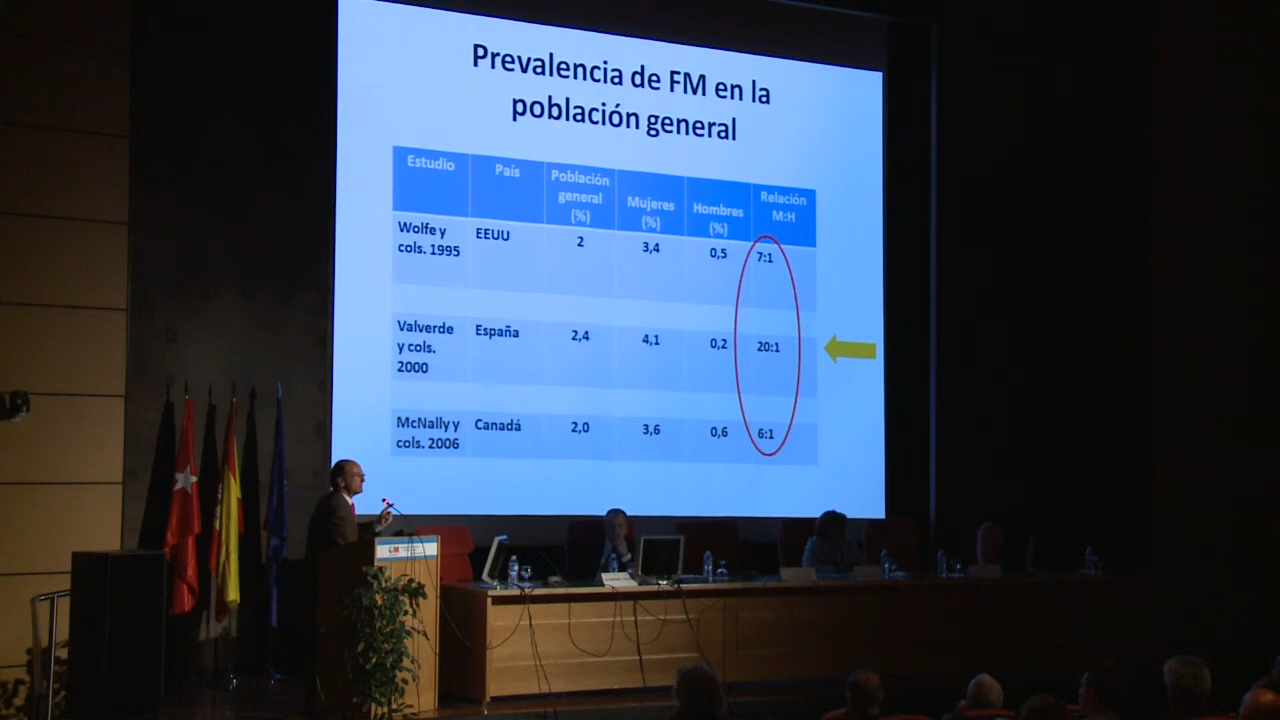 Prevalencia de FM en la
población general
Estudio País Población general (%) Mujeres (%) Hombres (%) Relación M:H
Wolfe y cols. 1995 EEUU 2 3,4 0,5 7:1
Valverde y cols. 2000 España 2,4 4,1 0,2 20:1
McNally y cols. 2006 Canadá 2,0 3,6 0,6 6:1